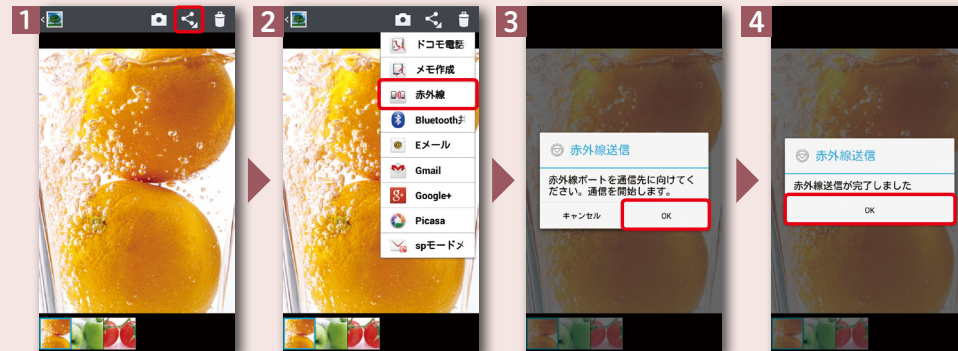 1
2
ドコモ電話
メモ作成
赤外線
Bluetooth
Eメール
Gmail
Google+
Picasa
spモードメ
3
赤外線送信
赤外線ポートを通信先に向けてく
ださい。通信を開始します。
キャンセル
OK
4
赤外線送信
赤外線送信が完了しました
OK